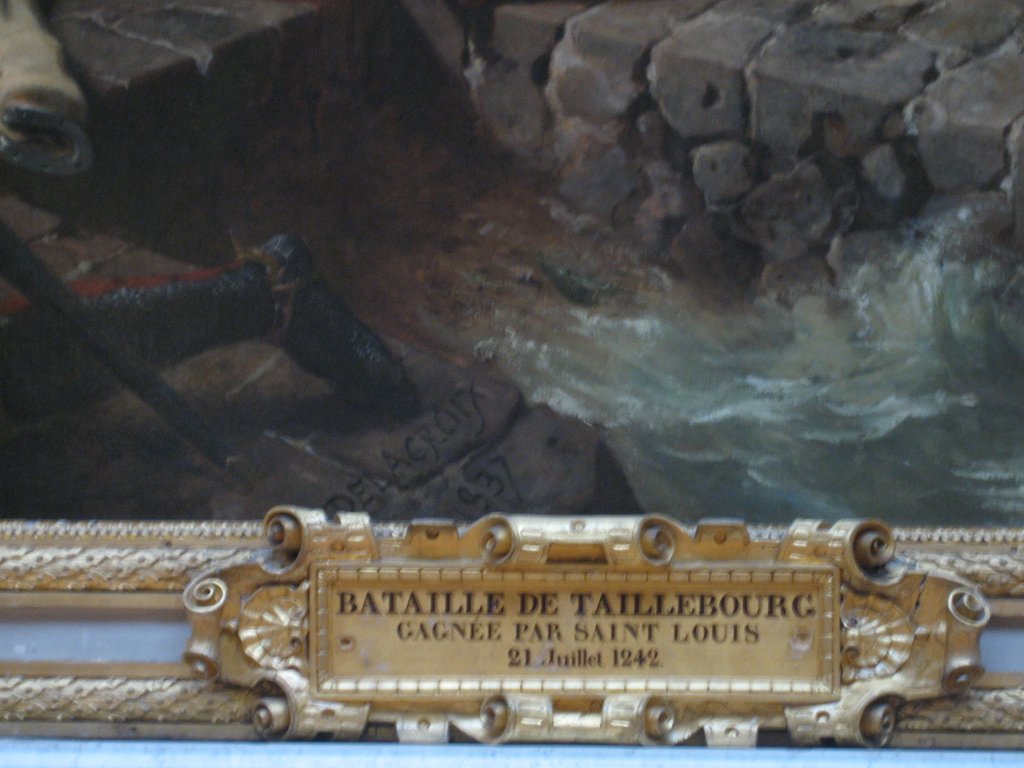 DELACROIX
1837
BATAILLE DE TAILLEBOURG
GAGNÉE PAR SAINT LOUIS
21 Juillet 1242.